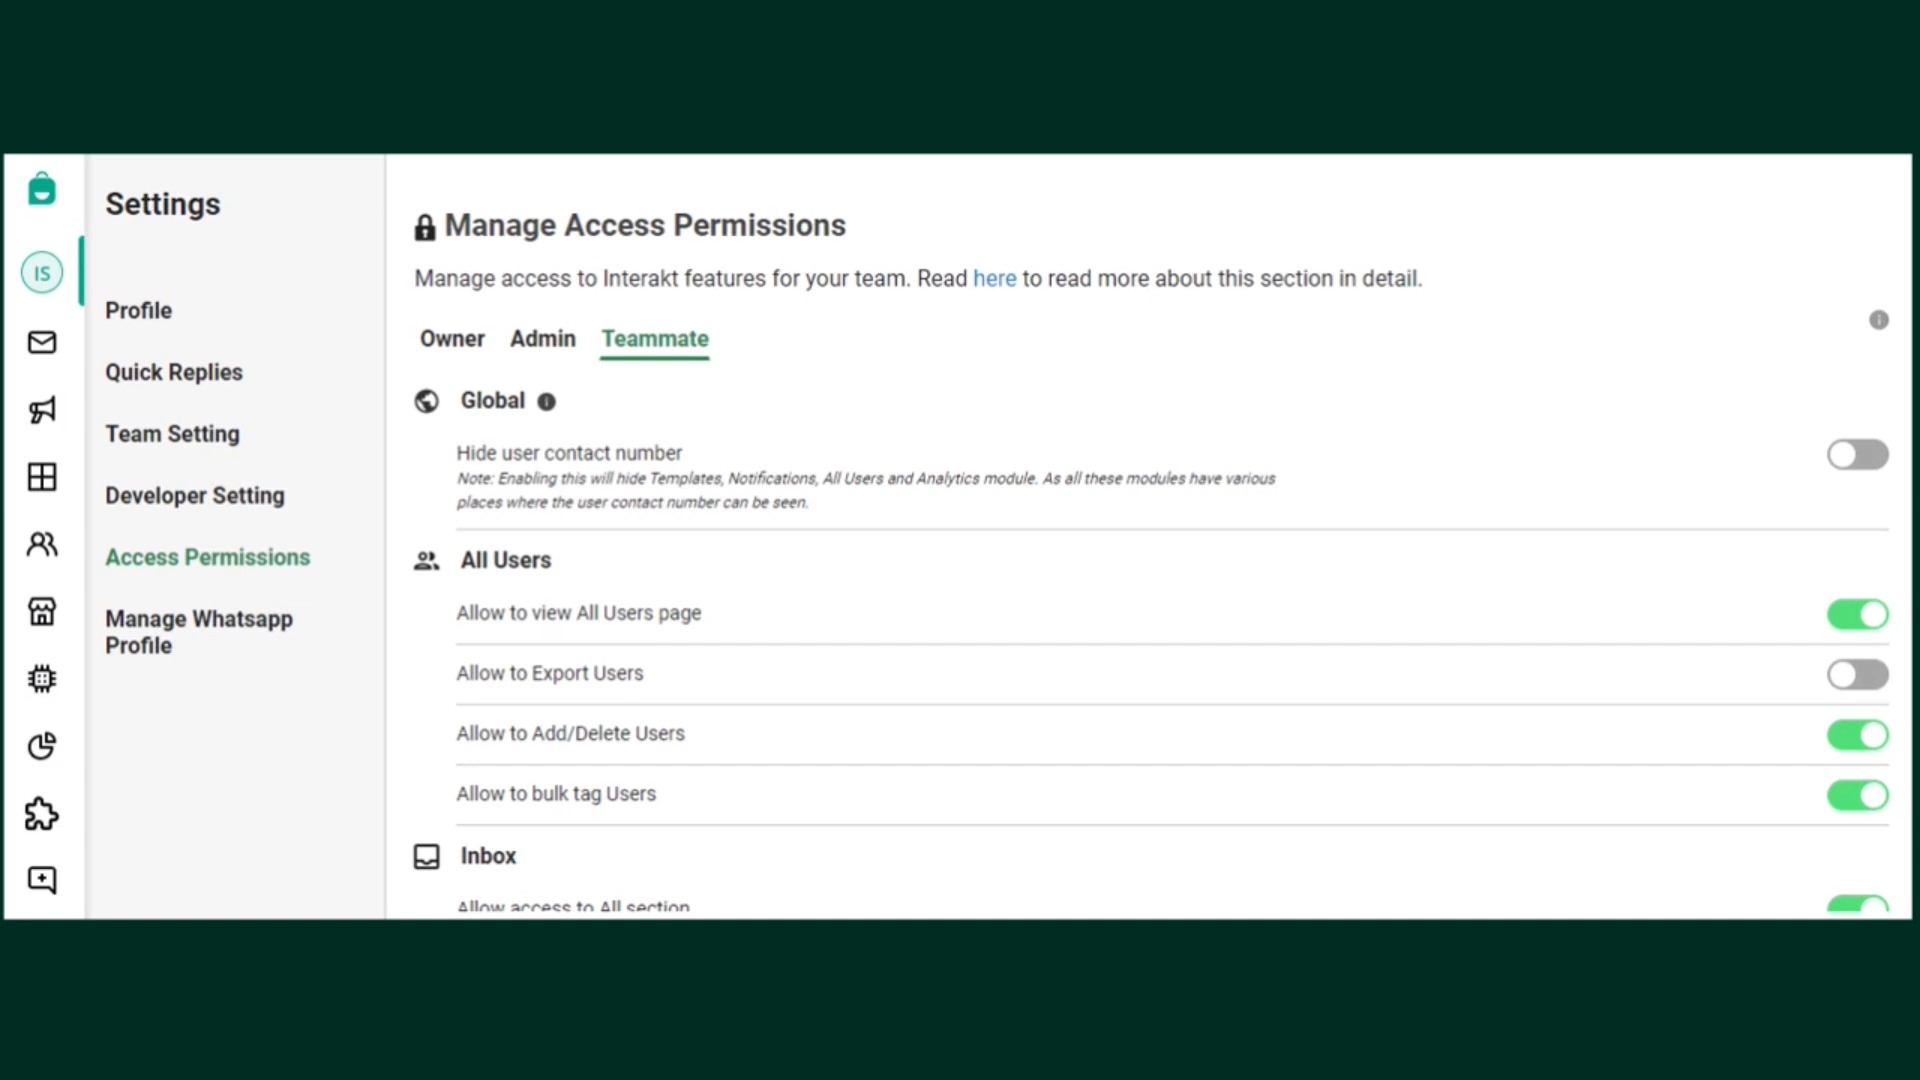 Settings
IS
Profile
Quick Replies
Team Setting
Developer Setting
Access Permissions
Manage Whatsapp
Profile
Manage Access Permissions
Manage access to Interakt features for your team. Read here to read more about this section in detail.
Owner Admin Teammate
Global
Hide user contact number
Note: Enabling this will hide Templates, Notifications, All Users and Analytics module. As all these modules have various
places where the user contact number can be seen.
All Users
Allow to view All Users page
Allow to Export Users
Allow to Add/Delete Users
Allow to bulk tag Users
Inbox
Allow access to All section